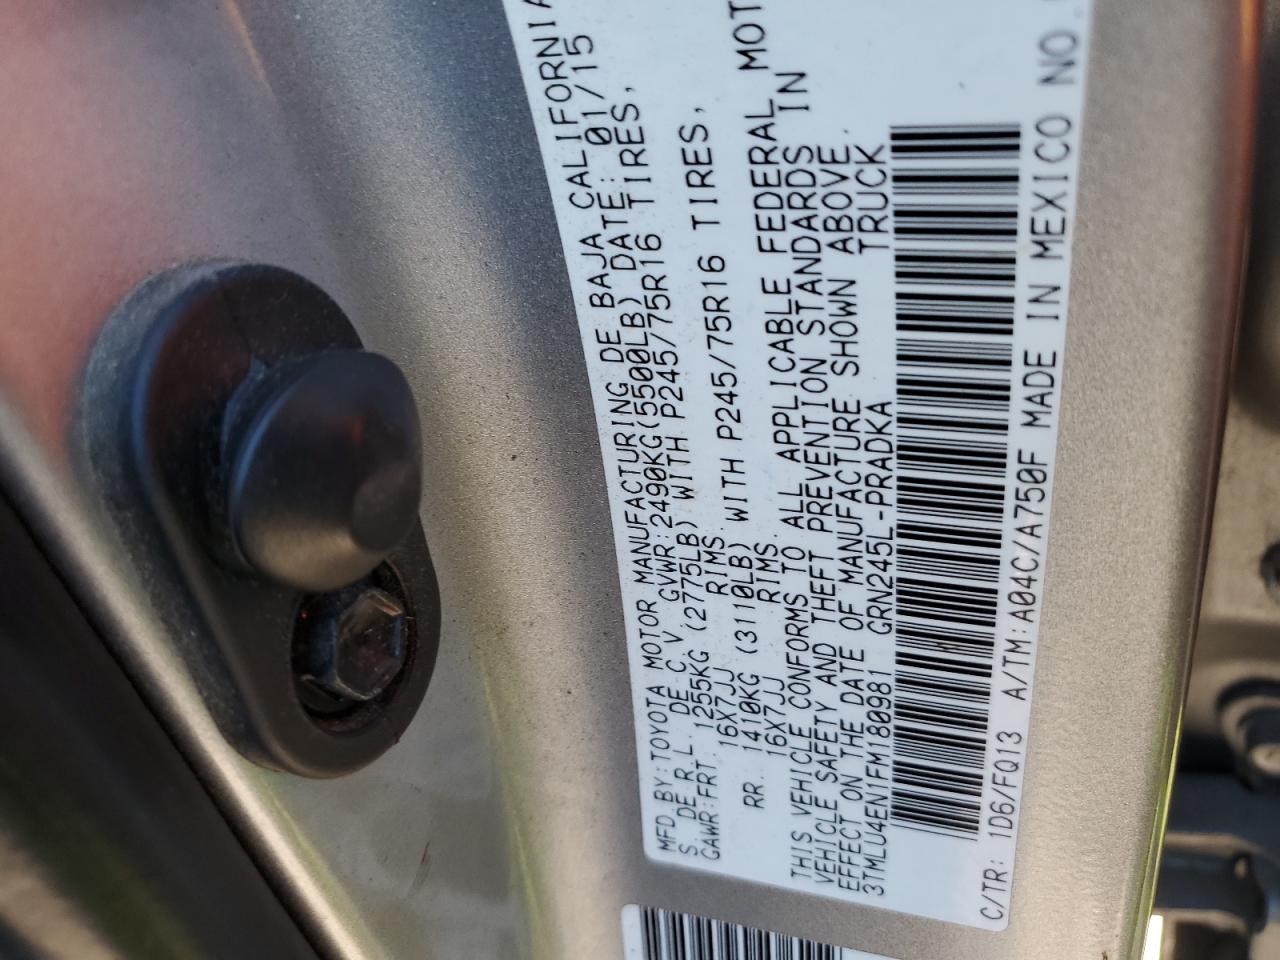 MFD.BY:TOYOTA MOTOR MANUFACTURING DE BAJA CALIFORNIA
S. DE R.L. DE C.V GVWR:2490KG(5500LB) DATE: 01/15
GAWR:FRT. 1255KG (2775LB) WITH P245/75R16 TIRES,
16X7JJ RIMS.
RR. 1410KG (3110LB) WITH P245/75R16 TIRES,
16X7JJ RIMS.
THIS VEHICLE CONFORMS TO ALL APPLICABLE FEDERAL
VEHICLE SAFETY AND THEFT PREVENTION STANDARDS IN
EFFECT ON THE DATE OF MANUFACTURE SHOWN ABOVE.
3TMLU4EN1FM180981 GRN245L-PRADKA TRUCK
C/TR: 1D6/FQ13 A/TM:A04C/A750F MADE IN MEXICO NO.